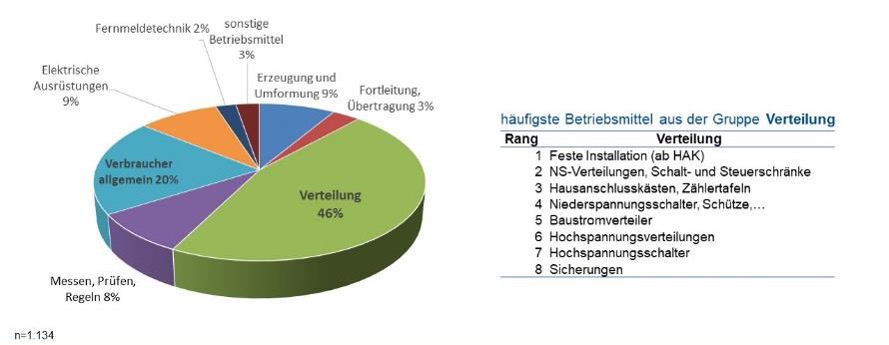 Fernmeldetechnik 2%
sonstige
Betriebsmittel
3%
Elektrische
Ausrüstungen
9%
Erzeugung und
Umformung 9%
Fortleitung,
Übertragung 3%
Verbraucher
allgemein 20%
Verteilung
46%
Messen, Prüfen,
Regeln 8%
n=1.134
häufigste Betriebsmittel aus der Gruppe Verteilung
Rang Verteilung
1 Feste Installation (ab HAK)
2 NS-Verteilungen, Schalt- und Steuerschränke
3 Hausanschlusskästen, Zählertafeln
4 Niederspannungsschalter, Schütze,...
5 Baustromverteiler
6 Hochspannungsverteilungen
7 Hochspannungsschalter
8 Sicherungen